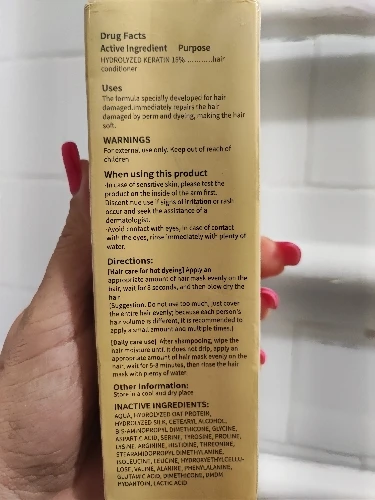 Drug Facts
Active Ingredient Purpose
HYDROLYZED KERATIN 15%............hair
conditioner
Uses
The formula specially developed for hair
damaged.Immediately repairs the hair
damaged by perm and dyeing, making the hair
soft.
WARNINGS
For external use only. Keep out of reach of
children
When using this product
·In case of sensitive skin, please test the
product on the inside of the arm first.
Discontinue use if signs of irritation or rash
occur and seek the assistance of a
dermatologist.
·Avoid contact with eyes, in case of contact
with the eyes, rinse immediately with plenty of
water.
Directions:
[Hair care for hot dyeing] Apply an
appropriate amount of hair mask evenly on the
hair, wait for 8 seconds, and then blow dry the
hair
(Suggestion: Do not use too much, just cover
the entire hair evenly; because each person's
hair volume is different, it is recommended to
apply a small amount and multiple times.)
[Daily care use] After shampooing, wipe the
hair moisture until it does not drip, apply an
appropriate amount of hair mask evenly on the
hair, wait for 5-8 minutes, then rinse the hair
mask with plenty of water
Other Information:
Store in a cool and dry place
INACTIVE INGREDIENTS:
AQUA, HYDROLYZED OAT PROTEIN,
HYDROLYZED SILK, CETEARYL ALCOHOL,
BIS-AMINOPROPYL DIMETHICONE, GLYCINE,
ASPARTIC ACID, SERINE, TYROSINE, PROLINE,
LYSINE, ARGININE, HISTIDINE, THREONINE,
STEARAMIDOPROPYL DIMETHYLAMINE,
ISOLEUCINE, LEUCINE, HYDROXYETHYLCELLU-
LOSE, VALINE, ALANINE, PHENYLALANINE,
GLUTAMIC ACID, DIMETHICONE, DMDM
HYDANTOIN, LACTIC ACID